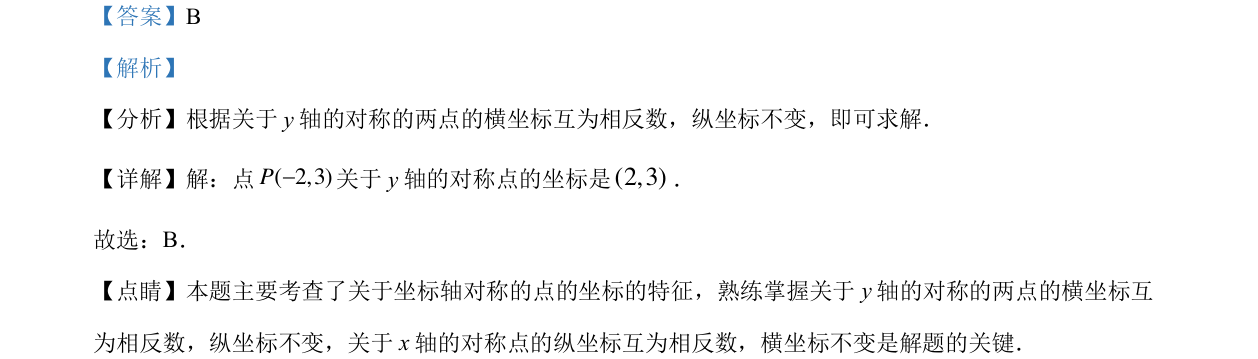 【答案】B
【解析】
【分析】根据关于 y 轴的对称的两点的横坐标互为相反数，纵坐标不变，即可求解．
【详解】解：点 P(−2,3) 关于 y 轴的对称点的坐标是 (2,3)．
故选：B．
【点睛】本题主要考查了关于坐标轴对称的点的坐标的特征，熟练掌握关于 y 轴的对称的两点的横坐标互
为相反数，纵坐标不变，关于 x 轴的对称点的纵坐标互为相反数，横坐标不变是解题的关键．